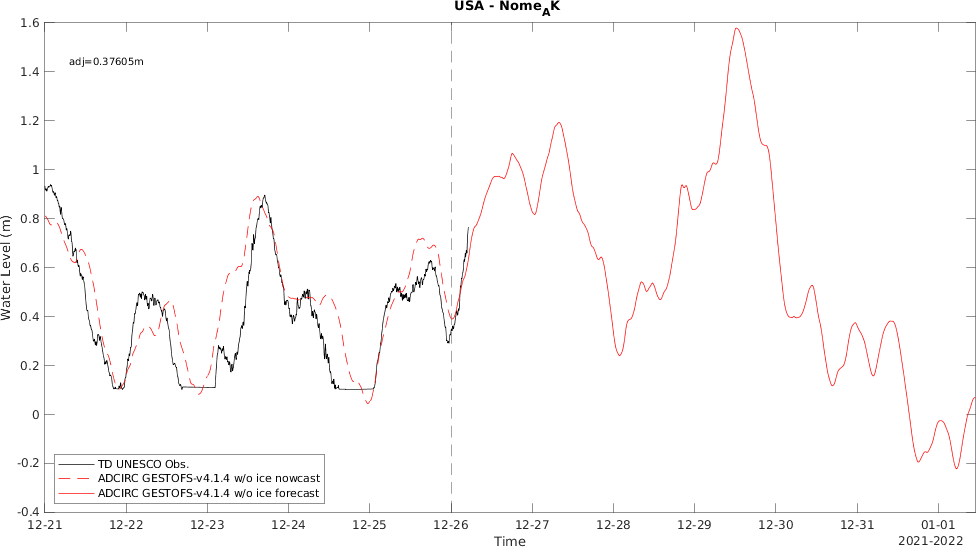 USA - Nome_AK
1.6
1.4
1.2
1
0.8
0.6
0.4
0.2
0
-0.2
-0.4
Water Level (m)
adj=0.37605m
TD UNESCO Obs.
ADCIRC GESTOFS-v4.1.4 w/o ice nowcast
ADCIRC GESTOFS-v4.1.4 w/o ice forecast
12-21 12-22 12-23 12-24 12-25 12-26 12-27 12-28 12-29 12-30 12-31 01-01
Time
2021-2022